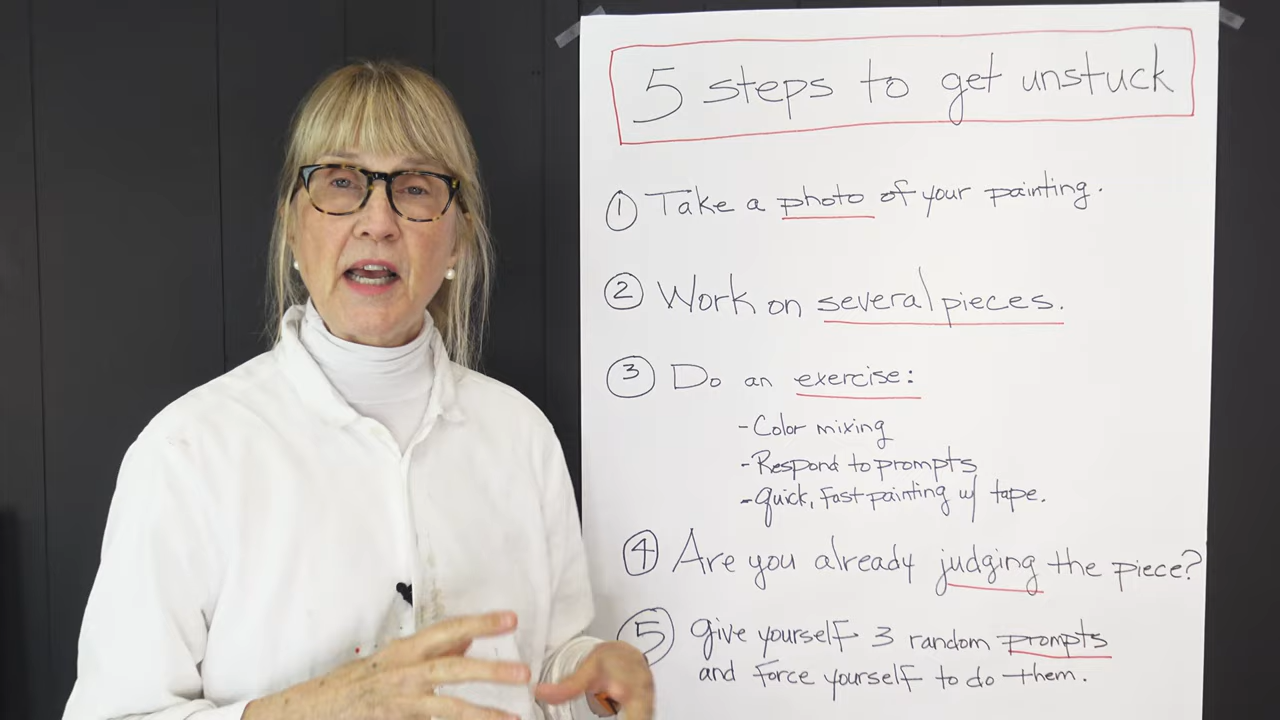 5 steps to get unstuck
① Take a photo of your painting.
② Work on several pieces.
③ Do an exercise:
- Color mixing
- Respond to prompts
- Quick, fast painting w/ tape.
④ Are you already judging the piece?
⑤ Give yourself 3 random prompts
and force yourself to do them.